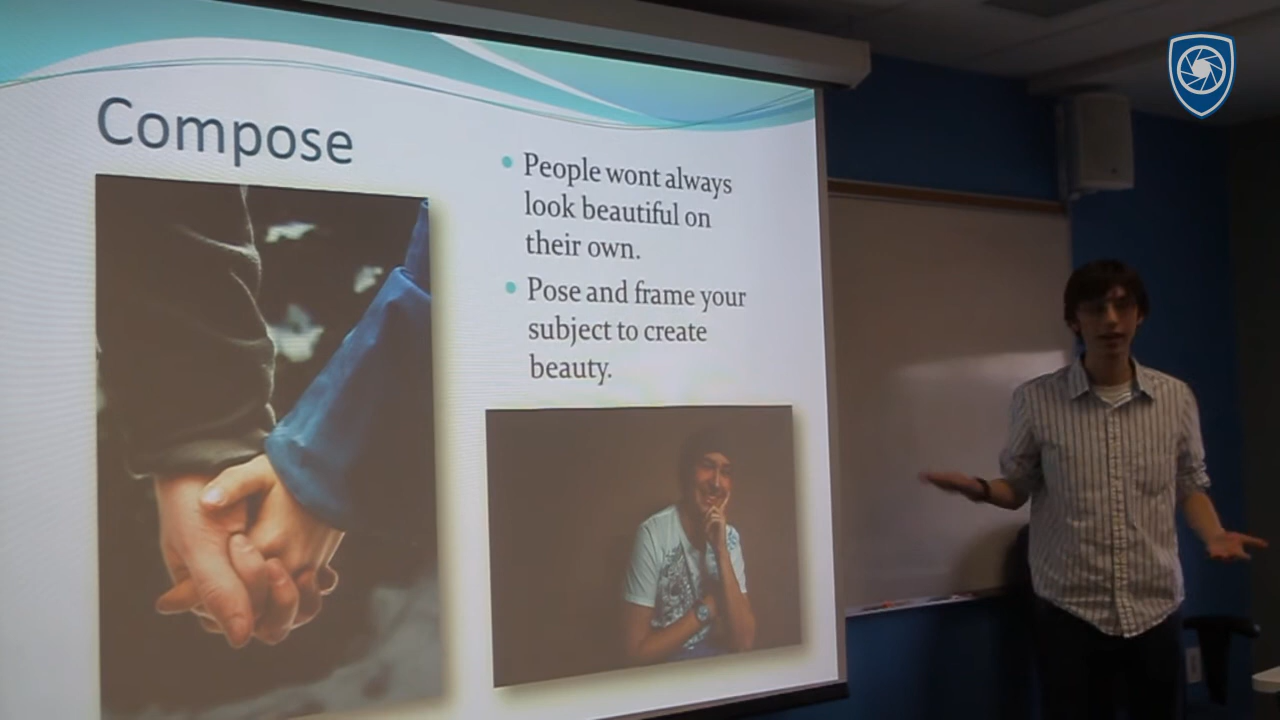 Compose
People wont always
look beautiful on
their own.
Pose and frame your
subject to create
beauty.